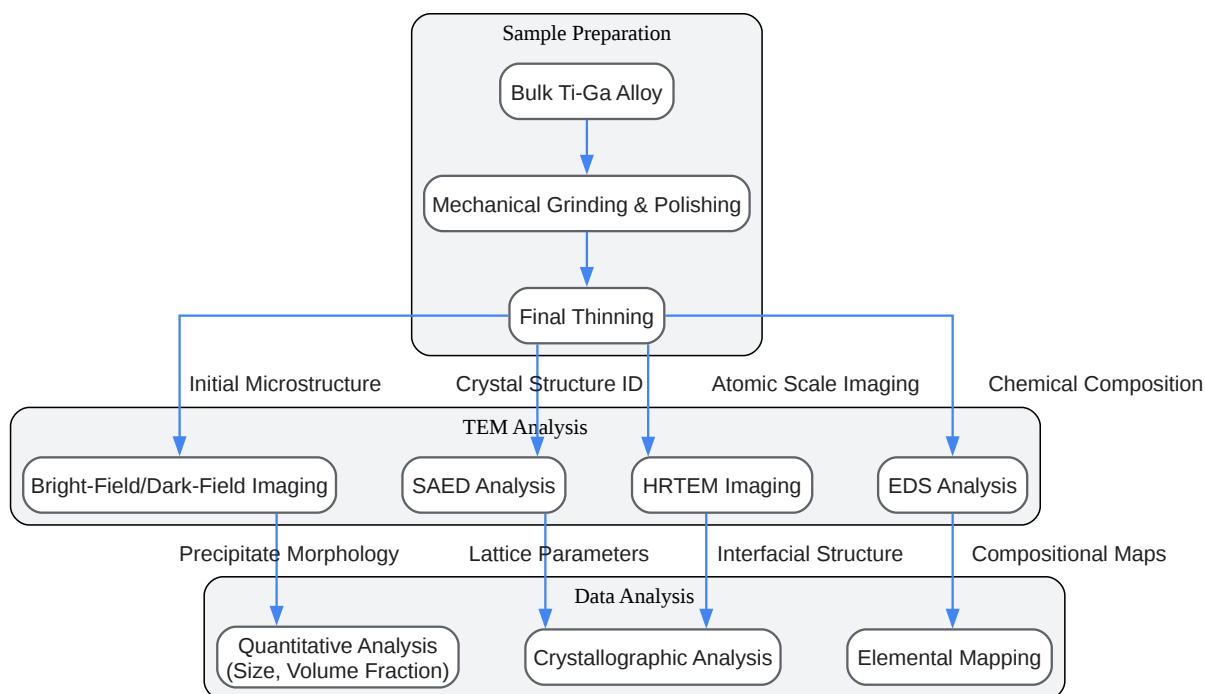 Sample Preparation
Bulk Ti-Ga Alloy
Mechanical Grinding & Polishing
Final Thinning
Initial Microstructure
Crystal Structure ID
Atomic Scale Imaging
Chemical Composition
TEM Analysis
Bright-Field/Dark-Field Imaging
SAED Analysis
HRTEM Imaging
EDS Analysis
Precipitate Morphology
Lattice Parameters
Interfacial Structure
Compositional Maps
Data Analysis
Quantitative Analysis
(Size, Volume Fraction)
Crystallographic Analysis
Elemental Mapping